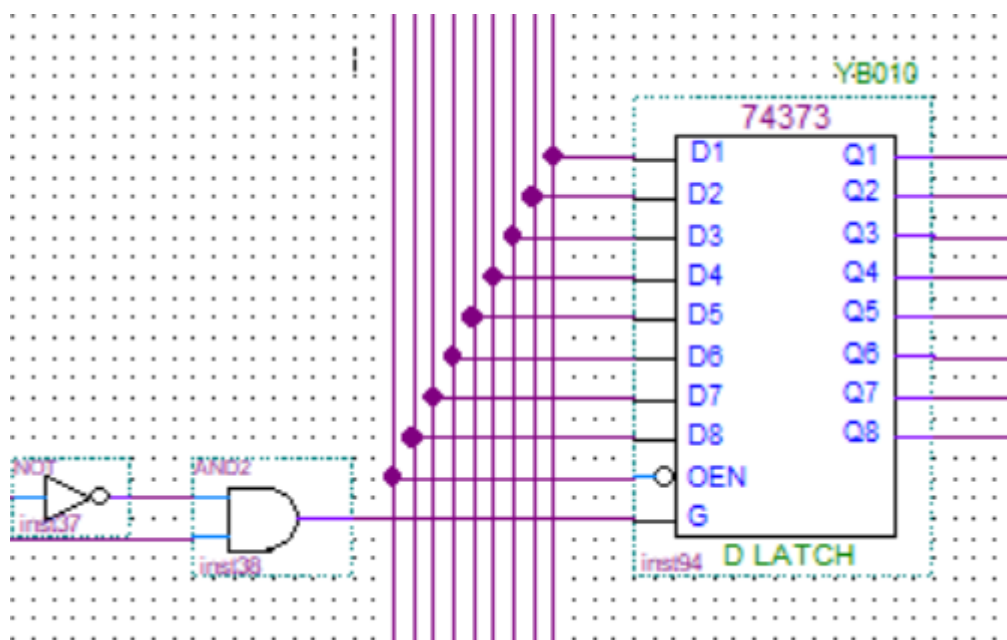 YB010
74373
D1 Q1
D2 Q2
D3 Q3
D4 Q4
D5 Q5
D6 Q6
D7 Q7
D8 Q8
OEN
G
inst94 D LATCH
NOT
inst37
AND2
inst38